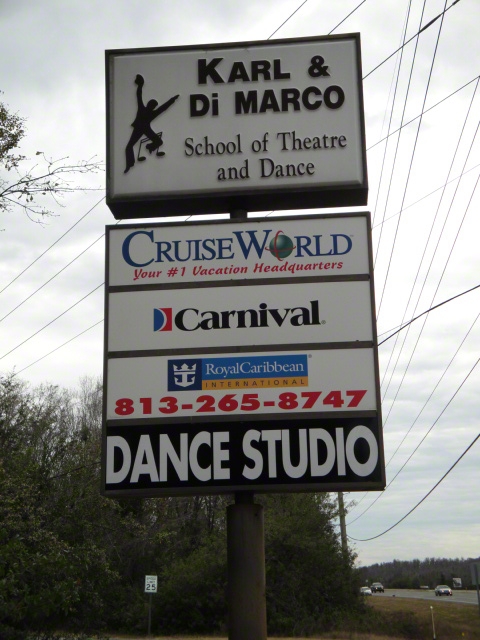 KARL &
Di MARCO
School of Theatre
and Dance
CRUISEWORLD
Your #1 Vacation Headquarters
Carnival
RoyalCaribbean
INTERNATIONAL
813-265-8747
DANCE STUDIO
25